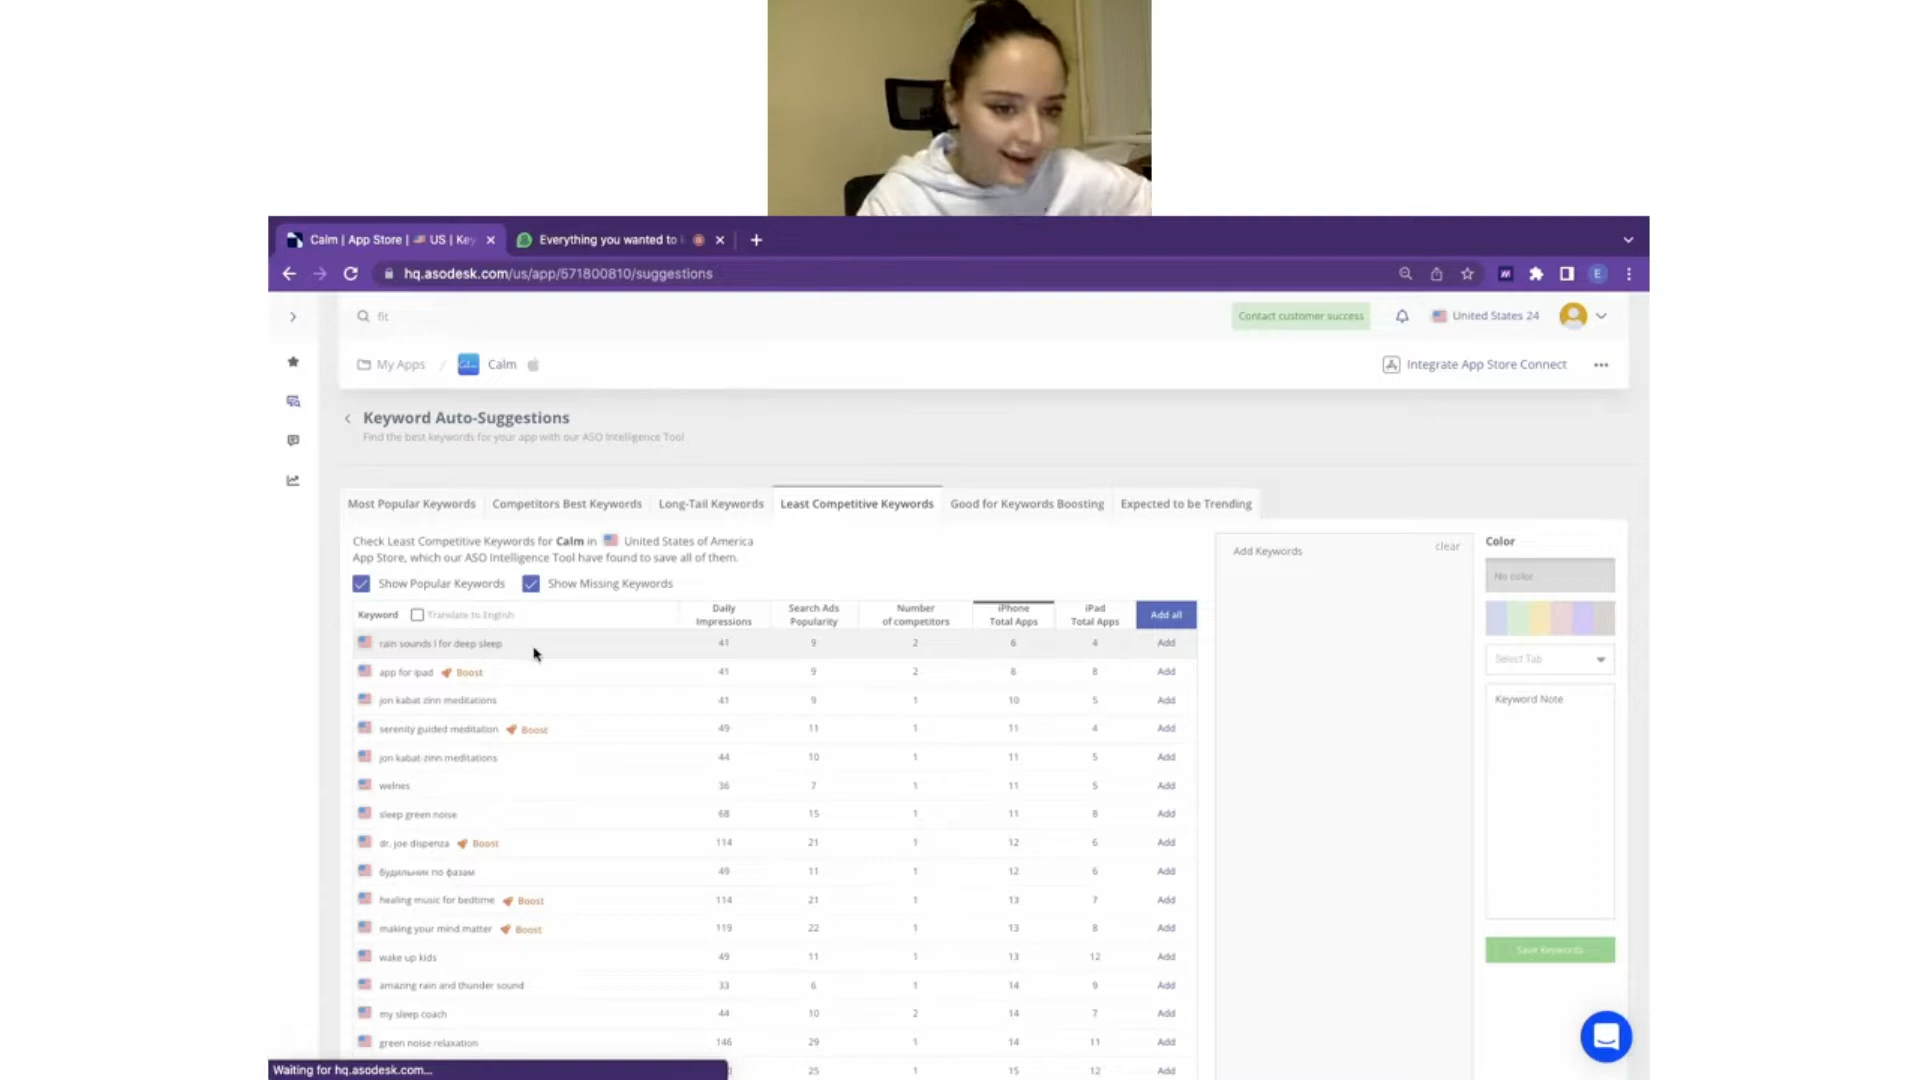 Calm | App Store | US | Key
Everything you wanted to
hq.asodesk.com/us/app/571800810/suggestions
E
fit
Contact customer success
United States 24
My Apps / Calm
Integrate App Store Connect
Keyword Auto-Suggestions
Find the best keywords for your app with our ASO Intelligence Tool
Most Popular Keywords Competitors Best Keywords Long-Tail Keywords Least Competitive Keywords Good for Keywords Boosting Expected to be Trending
Check Least Competitive Keywords for Calm in United States of America
App Store, which our ASO Intelligence Tool have found to save all of them.
Show Popular Keywords Show Missing Keywords
Keyword Translate to English Daily Impressions Search Ads Popularity Number of competitors iPhone Total Apps iPad Total Apps Add all
rain sounds l for deep sleep 41 9 2 6 4 Add
app for ipad Boost 41 9 2 8 8 Add
jon kabat zinn meditations 41 9 1 10 5 Add
serenity guided meditation Boost 49 11 1 11 4 Add
jon kabat-zinn meditations 44 10 1 11 5 Add
welnes 36 7 1 11 5 Add
sleep green noise 68 15 1 11 8 Add
dr. joe dispenza Boost 114 21 1 12 6 Add
будильник по фазам 49 11 1 12 6 Add
healing music for bedtime Boost 114 21 1 13 7 Add
making your mind matter Boost 119 22 1 13 8 Add
wake up kids 49 11 1 13 12 Add
amazing rain and thunder sound 33 6 1 14 9 Add
my sleep coach 44 10 2 14 7 Add
green noise relaxation 146 29 1 14 11 Add
25 1 15 12 Add
Add Keywords
clear
Color
No color
Select Tab
Keyword Note
Save Keywords
Waiting for hq.asodesk.com...